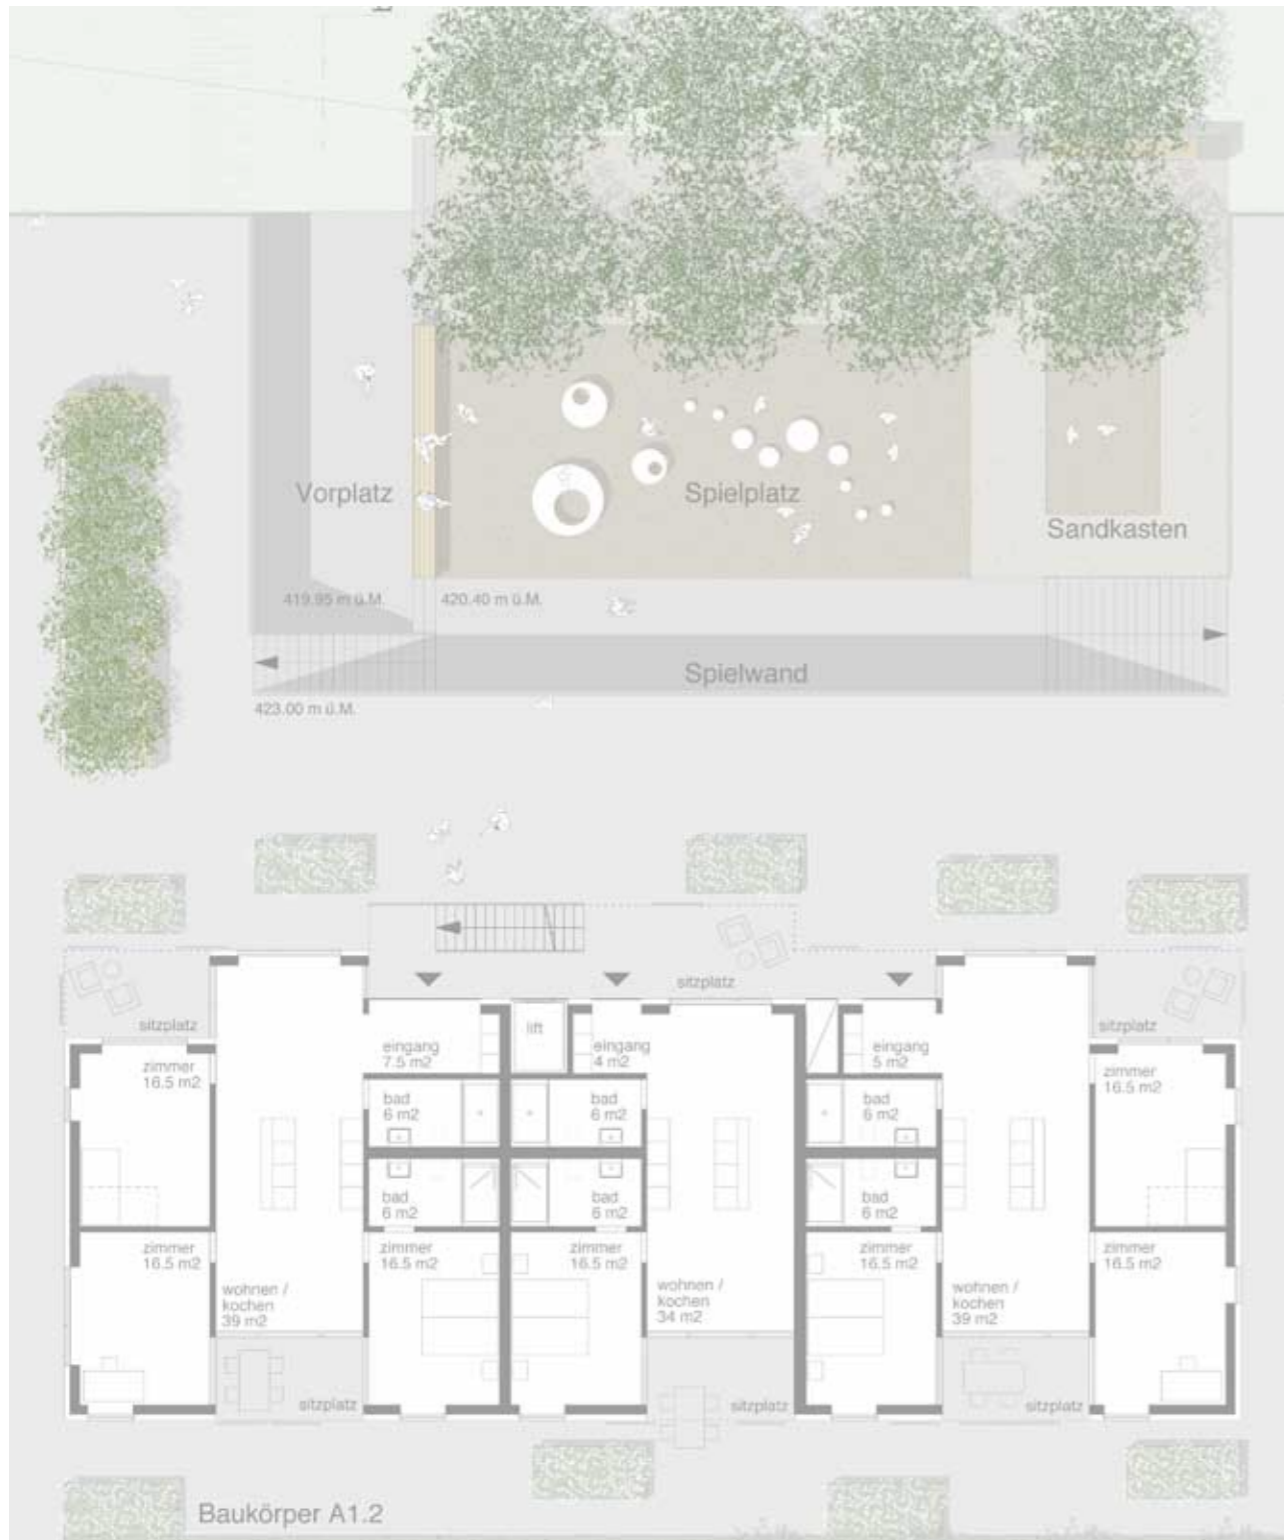 Vorplatz
Spielplatz
Sandkasten
419.95 m ü.M.
420.40 m ü.M.
Spielwand
423.00 m ü.M.
sitzplatz
sitzplatz
sitzplatz
eingang
7.5 m2
lift
eingang
4 m2
eingang
5 m2
zimmer
16.5 m2
zimmer
16.5 m2
bad
6 m2
bad
6 m2
bad
6 m2
bad
6 m2
bad
6 m2
bad
6 m2
zimmer
16.5 m2
zimmer
16.5 m2
zimmer
16.5 m2
zimmer
16.5 m2
zimmer
16.5 m2
wohnen /
kochen
39 m2
wohnen /
kochen
34 m2
wohnen /
kochen
39 m2
sitzplatz
sitzplatz
sitzplatz
Baukörper A1.2